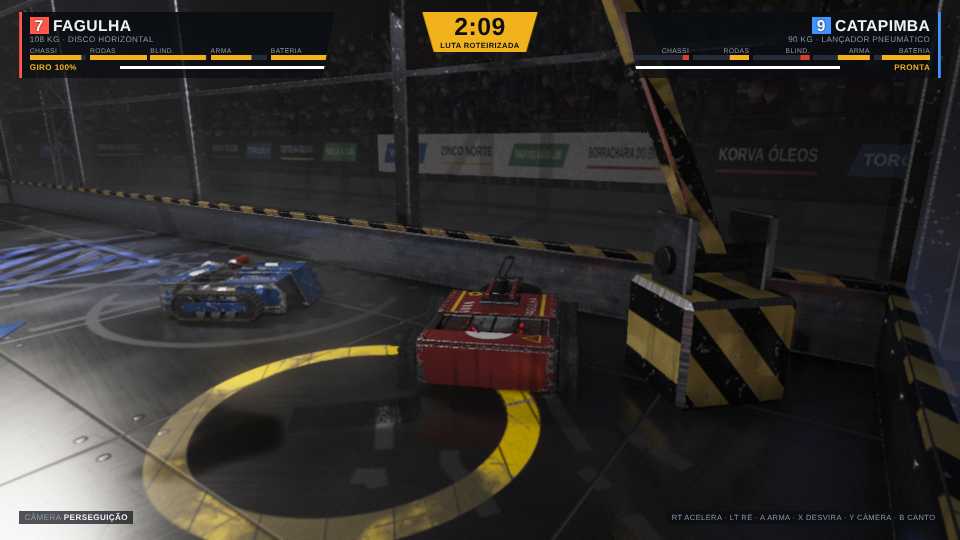 7 FAGULHA
108 KG · DISCO HORIZONTAL
CHASSI RODAS BLIND. ARMA BATERIA
GIRO 100%
2:09
LUTA ROTEIRIZADA
9 CATAPIMBA
90 KG · LANÇADOR PNEUMÁTICO
CHASSI RODAS BLIND. ARMA BATERIA
PRONTA
ZINCO NORTE
BORRACHARIA DO
KORVA ÓLEOS
CÂMERA PERSEGUIÇÃO
RT ACELERA · LT RÉ · A ARMA · X DESVIRA · Y CÂMERA · B CANTO